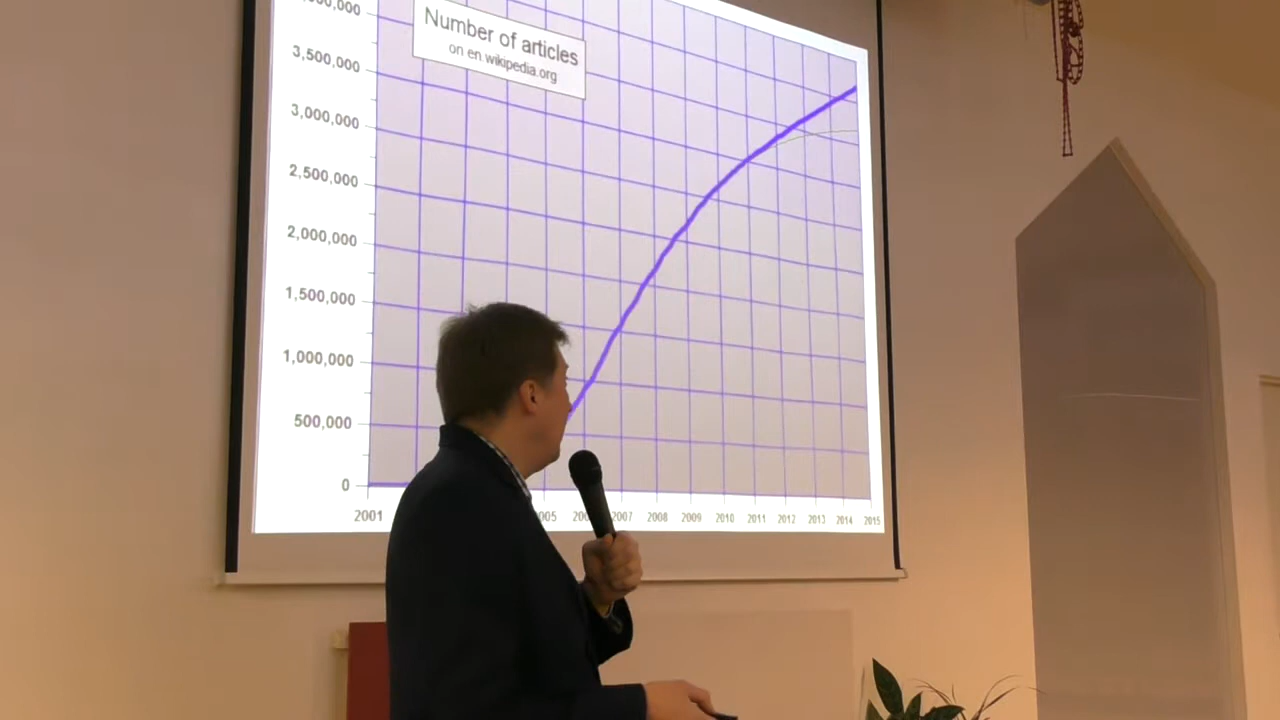 Number of articles
on en.wikipedia.org
3,500,000
3,000,000
2,500,000
2,000,000
1,500,000
1,000,000
500,000
0
2001 2007 2008 2009 2010 2011 2012 2013 2014 2015